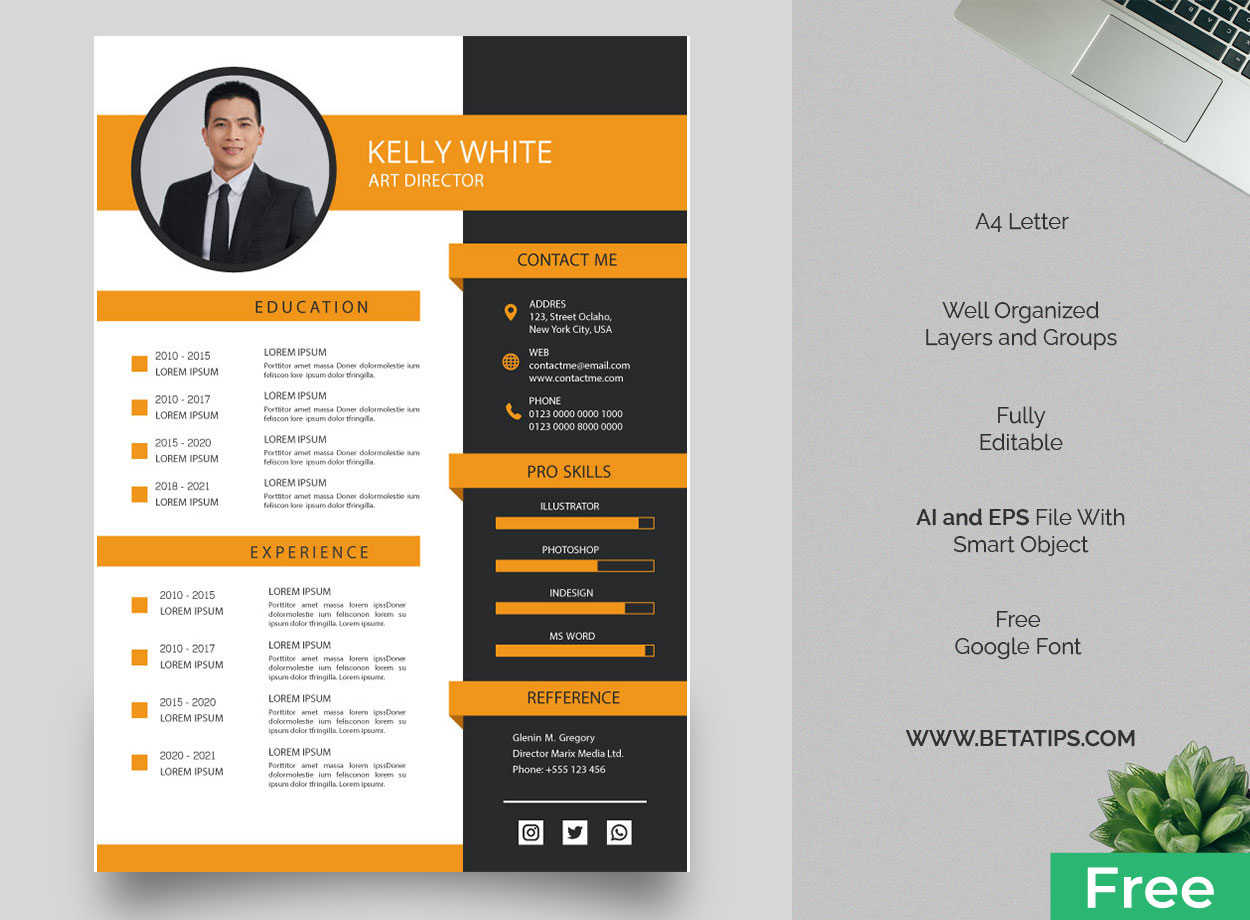 KELLY WHITE
ART DIRECTOR
EDUCATION
2010 - 2015
LOREM IPSUM
LOREM IPSUM
Porttitor amet massa Doner dolormolestie ium
feliscon lore ipsum dolor tfringilla.
2010 - 2017
LOREM IPSUM
LOREM IPSUM
Porttitor amet massa Doner dolormolestie ium
feliscon lore ipsum dolor tfringilla.
2015 - 2020
LOREM IPSUM
LOREM IPSUM
Porttitor amet massa Doner dolormolestie ium
feliscon lore ipsum dolor tfringilla.
2018 - 2021
LOREM IPSUM
LOREM IPSUM
Porttitor amet massa Doner dolormolestie ium
feliscon lore ipsum dolor tfringilla.
EXPERIENCE
2010 - 2015
LOREM IPSUM
LOREM IPSUM
Porttitor amet massa lorem ipssDoner
dolormolestie ium felisconon lorem su
ipsum dolor tfringilla. Lorem ipsumr.
2010 - 2017
LOREM IPSUM
LOREM IPSUM
Porttitor amet massa lorem ipssDoner
dolormolestie ium felisconon lorem su
ipsum dolor tfringilla. Lorem ipsumr.
2015 - 2020
LOREM IPSUM
LOREM IPSUM
Porttitor amet massa lorem ipssDoner
dolormolestie ium felisconon lorem su
ipsum dolor tfringilla. Lorem ipsumr.
2020 - 2021
LOREM IPSUM
LOREM IPSUM
Porttitor amet massa lorem ipssDoner
dolormolestie ium felisconon lorem su
ipsum dolor tfringilla. Lorem ipsumr.
CONTACT ME
ADDRES
123, Street Oclaho,
New York City, USA
WEB
contactme@email.com
www.contactme.com
PHONE
0123 0000 0000 1000
0123 0000 8000 0000
PRO SKILLS
ILLUSTRATOR
PHOTOSHOP
INDESIGN
MS WORD
REFFERENCE
Glenin M. Gregory
Director Marix Media Ltd.
Phone: +555 123 456
A4 Letter
Well Organized
Layers and Groups
Fully
Editable
AI and EPS File With
Smart Object
Free
Google Font
WWW.BETATIPS.COM
Free